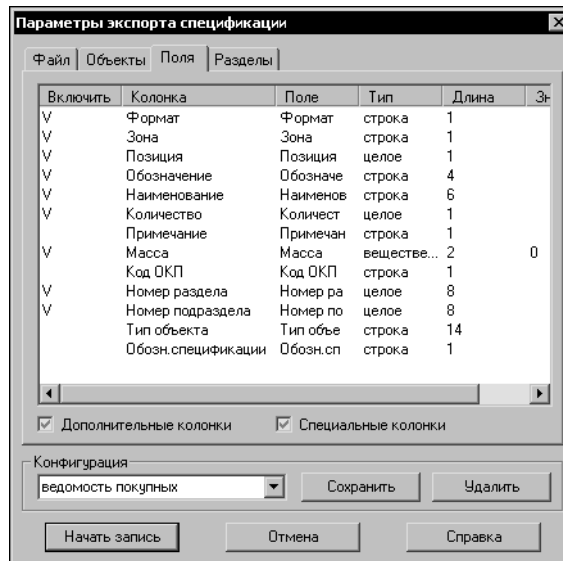 Параметры экспорта спецификации
Файл Объекты Поля Разделы
Включить Колонка Поле Тип Длина Зн
V Формат Формат строка 1
V Зона Зона строка 1
V Позиция Позиция целое 1
V Обозначение Обозначе строка 4
V Наименование Наименов строка 6
V Количество Количест целое 1
Примечание Примечан строка 1
V Масса Масса веществе... 2 0
Код ОКП Код ОКП строка 1
V Номер раздела Номер ра целое 8
V Номер подраздела Номер по целое 8
Тип объекта Тип объе строка 14
Обозн.спецификации Обозн.сп строка 1
Дополнительные колонки Специальные колонки
Конфигурация
ведомость покупных Сохранить Удалить
Начать запись Отмена Справка